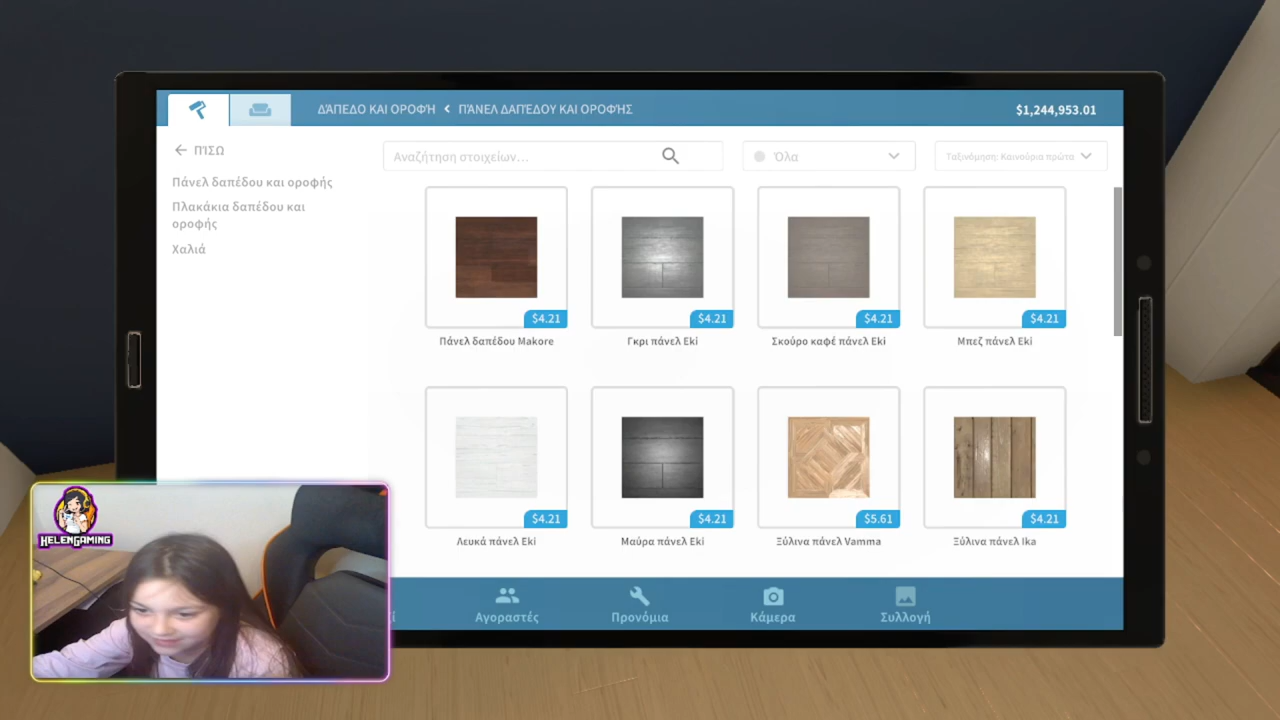 ΔΆΠΕΔΟ ΚΑΙ ΟΡΟΦΉ < ΠΆΝΕΛ ΔΑΠΈΔΟΥ ΚΑΙ ΟΡΟΦΉΣ
$1,244,953.01
ΠΊΣΩ
Αναζήτηση στοιχείων...
Όλα
Ταξινόμηση: Καινούρια πρώτα
Πάνελ δαπέδου και οροφής
Πλακάκια δαπέδου και
οροφής
Χαλιά
$4.21
$4.21
$4.21
$4.21
Πάνελ δαπέδου Makore
Γκρι πάνελ Eki
Σκούρο καφέ πάνελ Eki
Μπεζ πάνελ Eki
$4.21
$4.21
$5.61
$4.21
Λευκά πάνελ Eki
Μαύρα πάνελ Eki
Ξύλινα πάνελ Vamma
Ξύλινα πάνελ Ika
Αγοραστές
Προνόμια
Κάμερα
Συλλογή
HELENGAMING